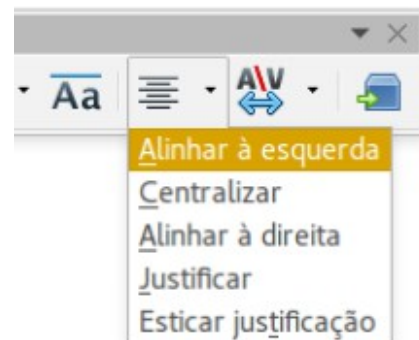 Aa
A\V
Alinhar à esquerda
Centralizar
Alinhar à direita
Justificar
Esticar justificação